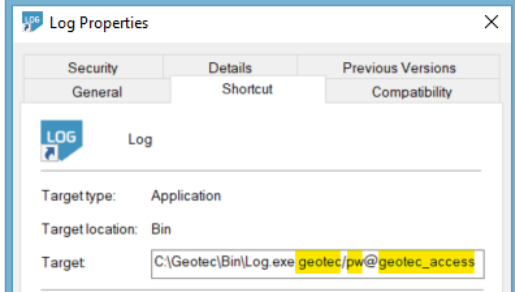 LOG Log Properties
Security Details Previous Versions
General Shortcut Compatibility
LOG Log
Target type: Application
Target location: Bin
Target: C:\Geotec\Bin\Log.exe geotec/pw@geotec_access